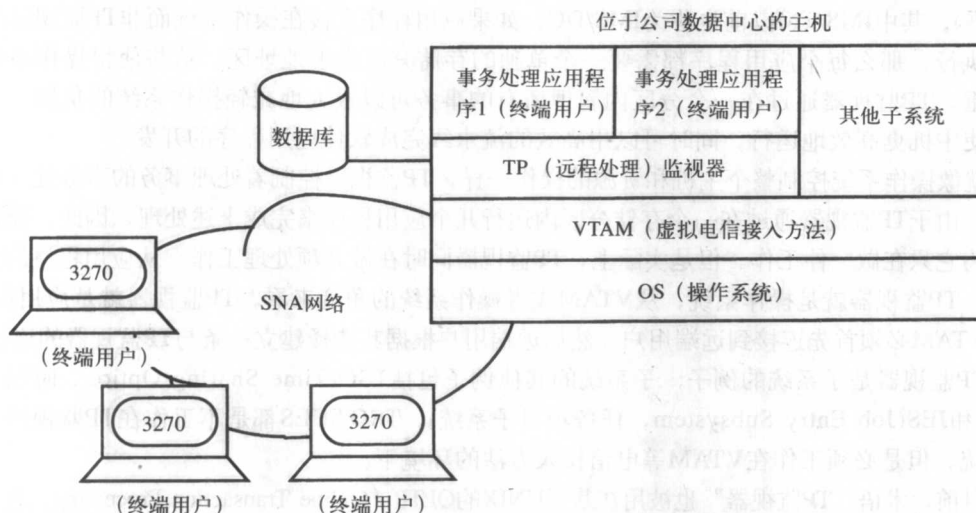 位于公司数据中心的主机
事务处理应用程
序1（终端用户）
事务处理应用程
序2（终端用户）
其他子系统
数据库
TP（远程处理）监视器
VTAM（虚拟电信接入方法）
OS（操作系统）
SNA网络
3270
（终端用户）
3270
（终端用户）
3270
（终端用户）